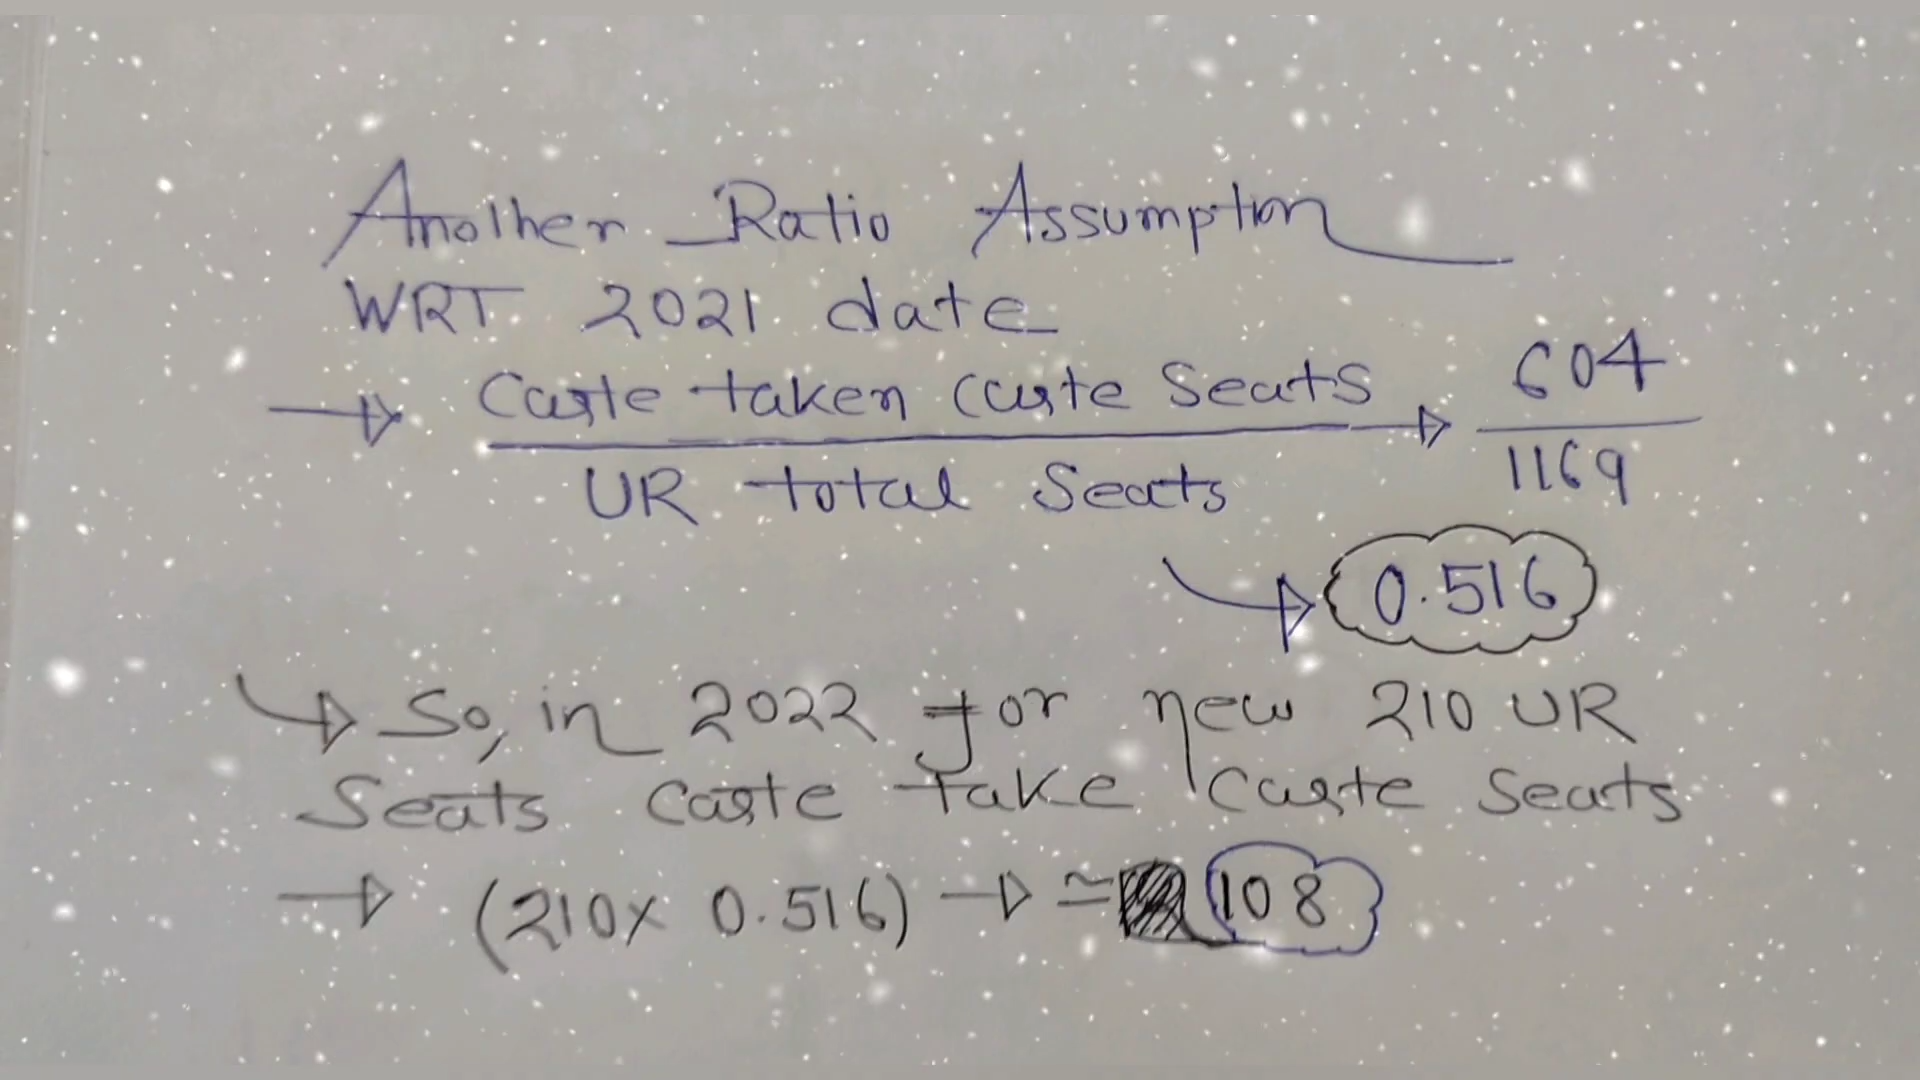 Another Ratio Assumption
WRT 2021 date
→ Caste taken Caste Seats → 604
UR total Seats 1169
→ 0.516
→ So, in 2022 for new 210 UR
Seats Caste take Caste Seats
→ (210 x 0.516) → ≃ 108